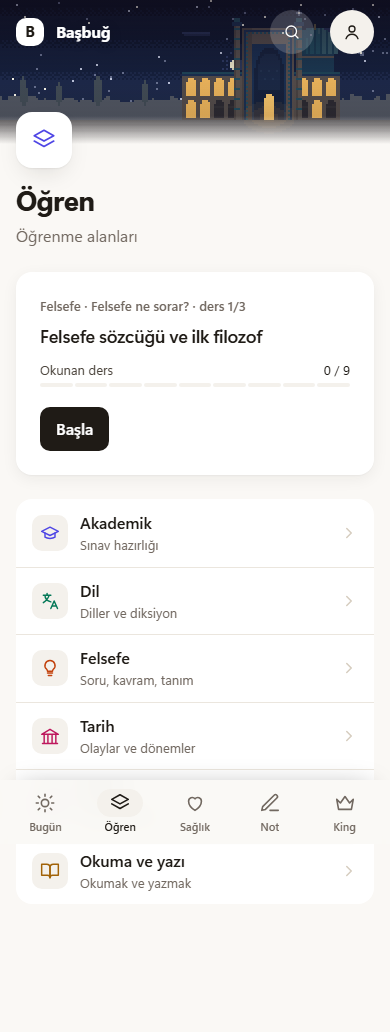 B
Başbuğ
Öğren
Öğrenme alanları
Felsefe · Felsefe ne sorar? · ders 1/3
Felsefe sözcüğü ve ilk filozof
Okunan ders 0 / 9
Başla
Akademik
Sınav hazırlığı
Dil
Diller ve diksiyon
Felsefe
Soru, kavram, tanım
Tarih
Olaylar ve dönemler
Bugün Öğren Sağlık Not King
Okuma ve yazı
Okumak ve yazmak